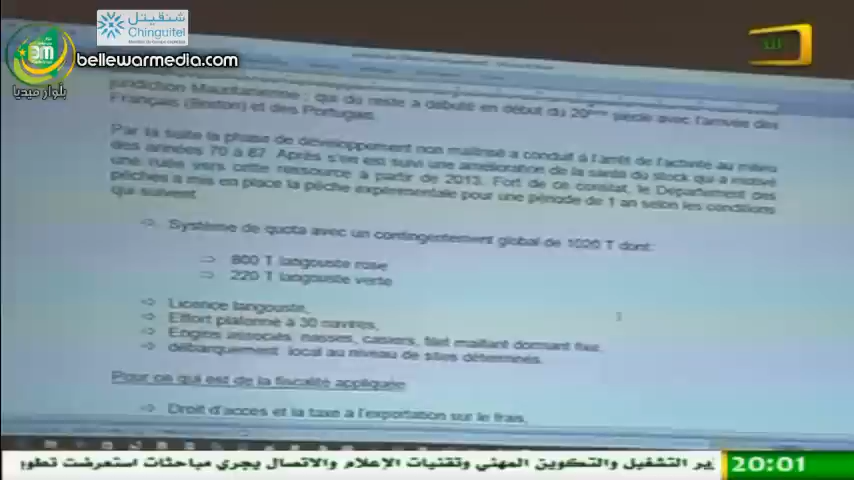 شنقيتل
Chinguitel
bellewarmedia.com
بلوار ميديا
juridiction Mauritanienne ; qui du reste a débuté en début du 20ème siècle avec l'arrivée des
Français (Breton) et des Portugais.
Par la suite la phase de développement non maîtrisé a conduit à l'arrêt de l'activité au milieu
des années 70 à 87. Après s'en est suivi une amélioration de la santé du stock qui a motivé
une ruée vers cette ressource à partir de 2013. Fort de ce constat, le Département des
pêches a mis en place la pêche expérimentale pour une période de 1 an selon les conditions
qui suivent.
⇨ Système de quota avec un contingentement global de 1020 T dont:
⇨ 800 T langouste rose
⇨ 220 T langouste verte
⇨ Licence langouste,
⇨ Effort plafonné à 30 navires,
⇨ Engins associés nasses, casiers, filet maillant dormant fixe,
⇨ débarquement local au niveau de sites déterminés.
Pour ce qui est de la fiscalité appliquée
⇨ Droit d'accès et la taxe à l'exportation sur le frais,
زير التشغيل والتكوين المهني وتقنيات الإعلام والاتصال يجري مباحثات استعرضت تطوير
20:01